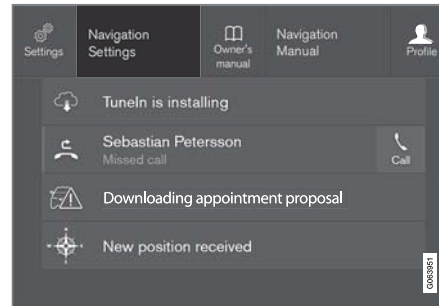 Settings
Navigation
Settings
Owner's
manual
Navigation
Manual
Profile
TuneIn is installing
Sebastian Petersson
Missed call
Call
Downloading appointment proposal
New position received
G063951